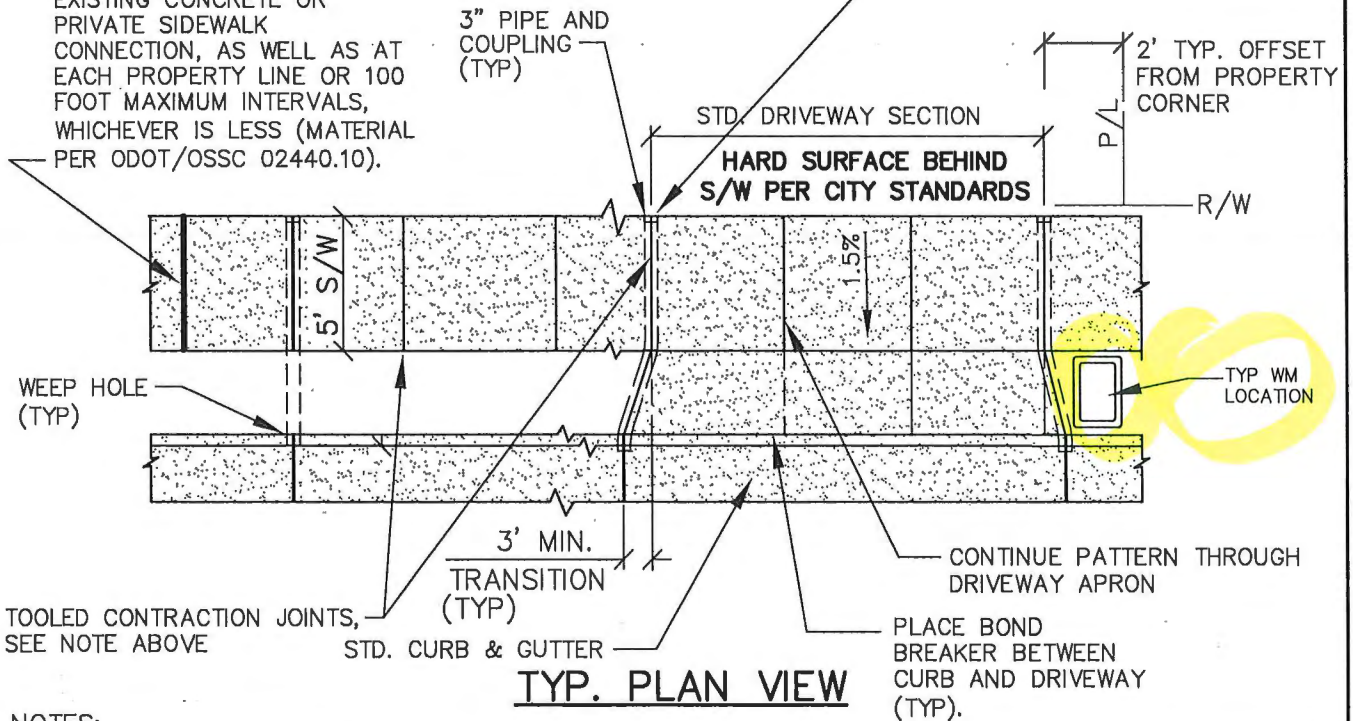 EXISTING CONCRETE OR
PRIVATE SIDEWALK
CONNECTION, AS WELL AS AT
EACH PROPERTY LINE OR 100
FOOT MAXIMUM INTERVALS,
WHICHEVER IS LESS (MATERIAL
PER ODOT/OSSC 02440.10).
3" PIPE AND
COUPLING
(TYP)
2' TYP. OFFSET
FROM PROPERTY
CORNER
P/L
STD. DRIVEWAY SECTION
HARD SURFACE BEHIND
S/W PER CITY STANDARDS
R/W
5' S/W
1.5%
WEEP HOLE
(TYP)
TYP WM
LOCATION
3' MIN.
TRANSITION
(TYP)
CONTINUE PATTERN THROUGH
DRIVEWAY APRON
TOOLED CONTRACTION JOINTS,
SEE NOTE ABOVE
STD. CURB & GUTTER
PLACE BOND
BREAKER BETWEEN
CURB AND DRIVEWAY
(TYP).
TYP. PLAN VIEW
NOTES: